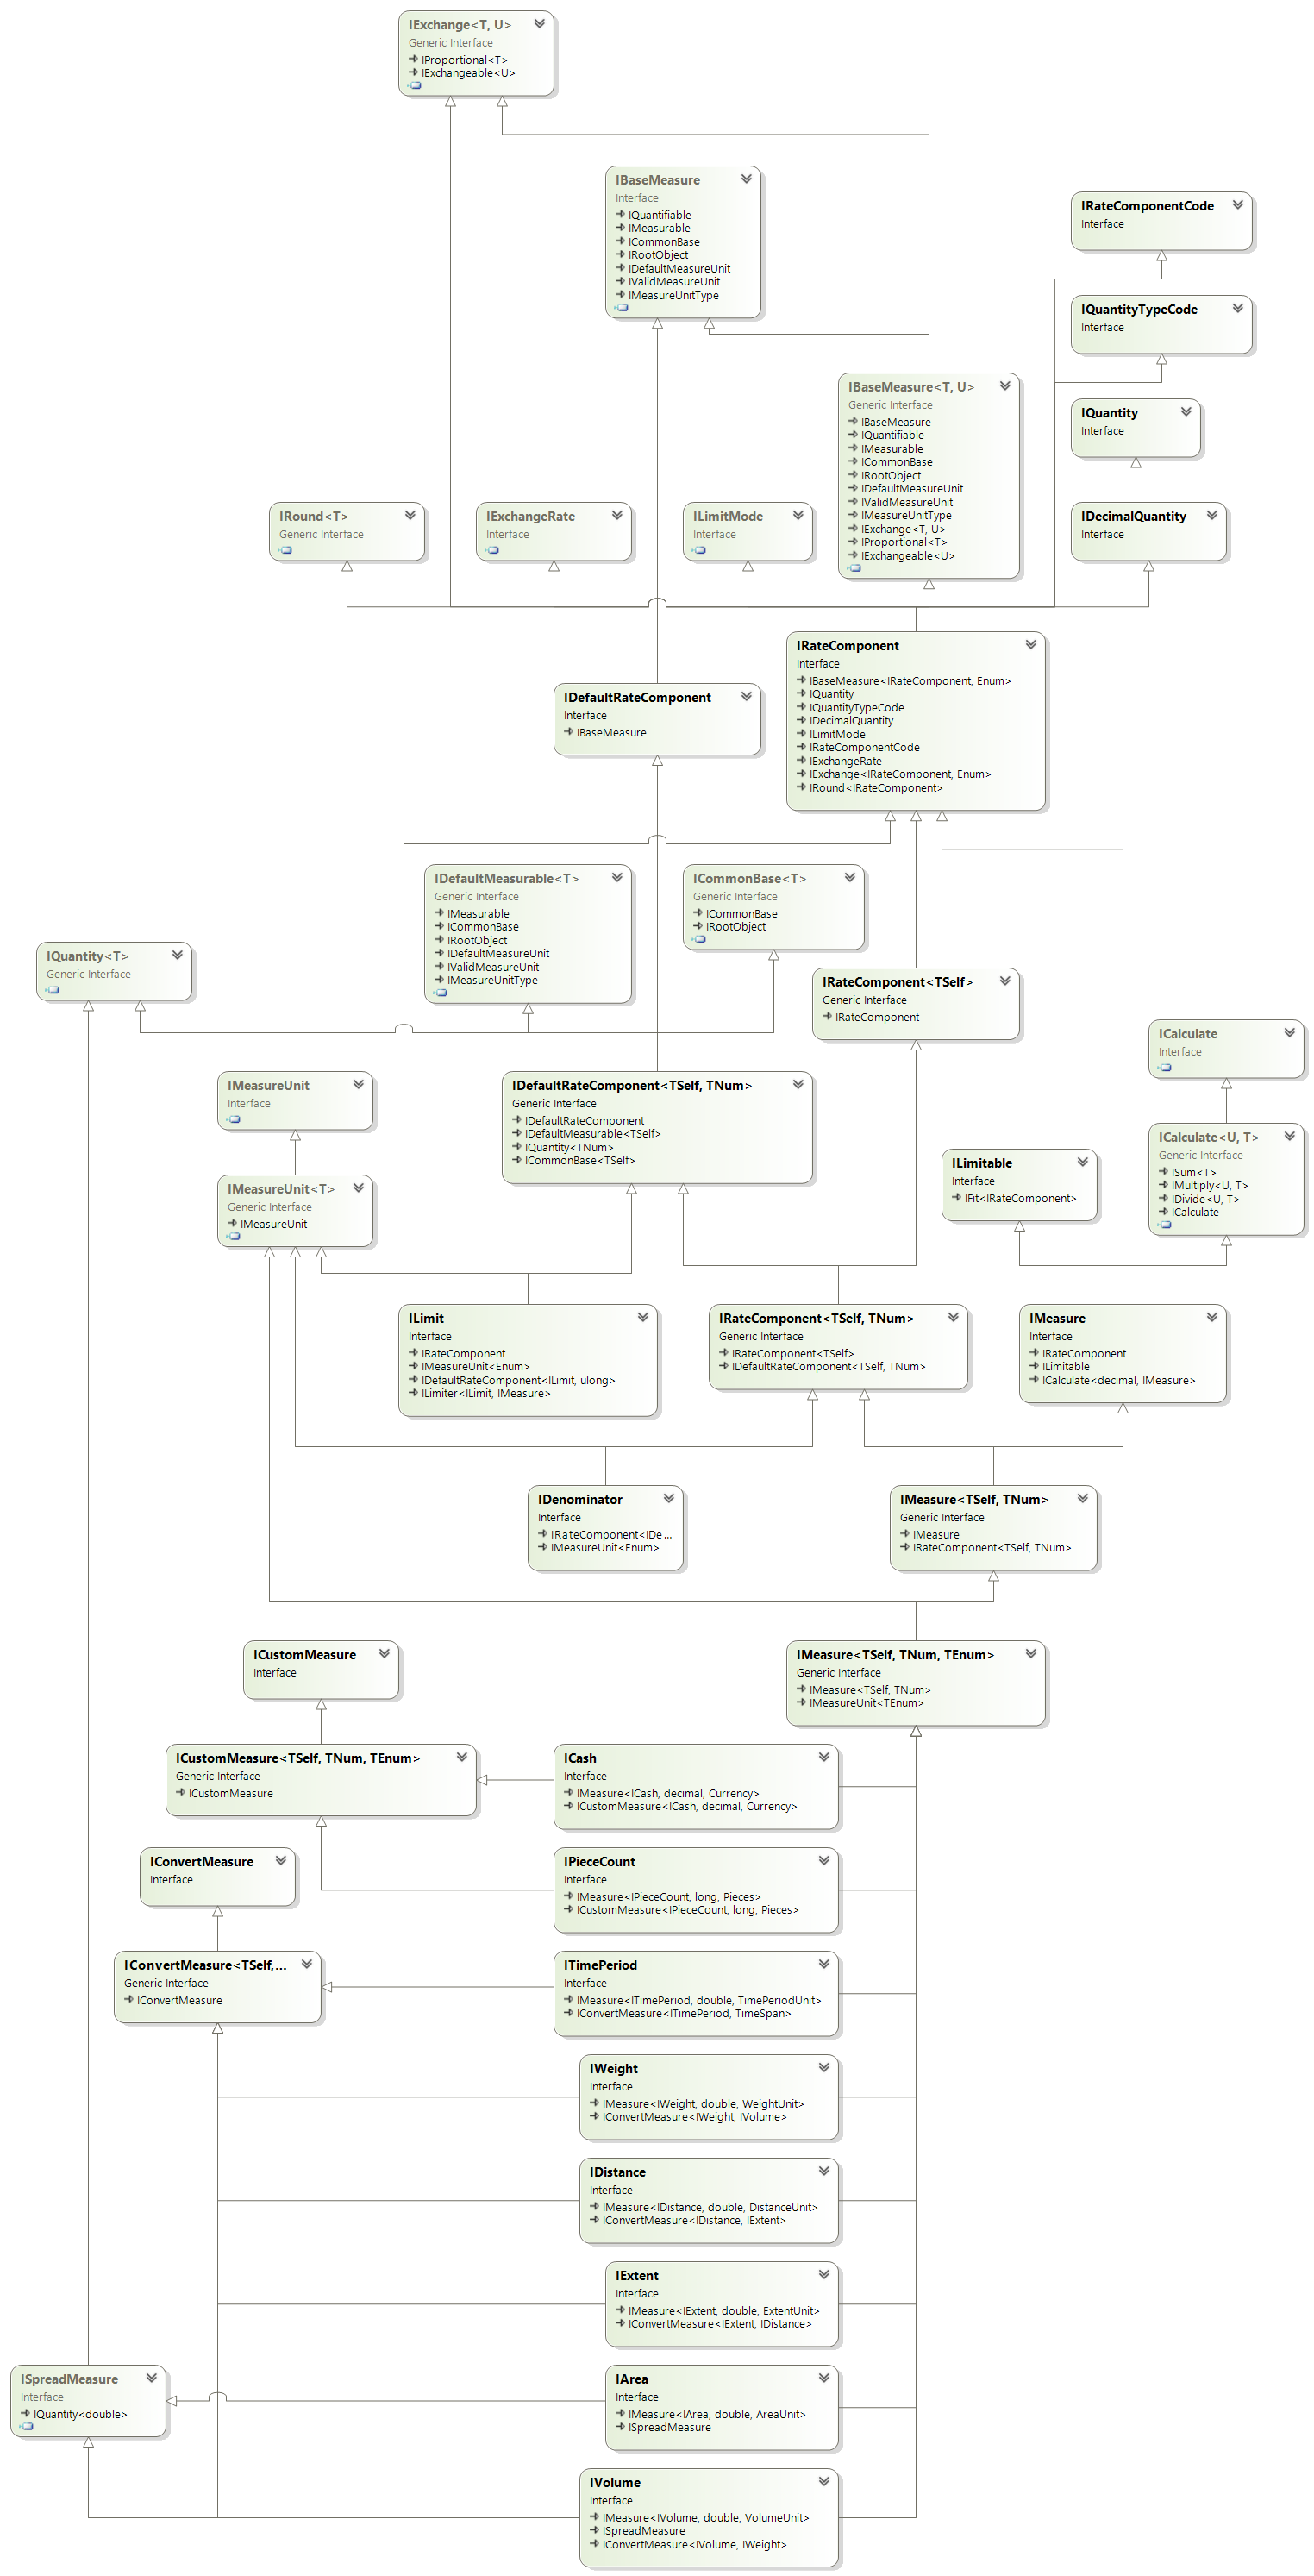 IExchange<T, U>
Generic Interface
IProportional<T>
IExchangeable<U>
IBaseMeasure
Interface
IQuantifiable
IMeasurable
ICommonBase
IRootObject
IDefaultMeasureUnit
IValidMeasureUnit
IMeasureUnitType
IRateComponentCode
Interface
IQuantityTypeCode
Interface
IBaseMeasure<T, U>
Generic Interface
IBaseMeasure
IQuantifiable
IMeasurable
ICommonBase
IRootObject
IDefaultMeasureUnit
IValidMeasureUnit
IMeasureUnitType
IExchange<T, U>
IProportional<T>
IExchangeable<U>
IQuantity
Interface
IRound<T>
Generic Interface
IExchangeRate
Interface
ILimitMode
Interface
IDecimalQuantity
Interface
IRateComponent
Interface
IBaseMeasure<IRateComponent, Enum>
IQuantity
IQuantityTypeCode
IDecimalQuantity
ILimitMode
IRateComponentCode
IExchangeRate
IExchange<IRateComponent, Enum>
IRound<IRateComponent>
IDefaultRateComponent
Interface
IBaseMeasure
IDefaultMeasurable<T>
Generic Interface
IMeasurable
ICommonBase
IRootObject
IDefaultMeasureUnit
IValidMeasureUnit
IMeasureUnitType
ICommonBase<T>
Generic Interface
ICommonBase
IRootObject
IQuantity<T>
Generic Interface
IRateComponent<TSelf>
Generic Interface
IRateComponent
ICalculate
Interface
IMeasureUnit
Interface
IDefaultRateComponent<TSelf, TNum>
Generic Interface
IDefaultRateComponent
IDefaultMeasurable<TSelf>
IQuantity<TNum>
ICommonBase<TSelf>
ICalculate<U, T>
Generic Interface
ISum<T>
IMultiply<U, T>
IDivide<U, T>
ICalculate
ILimitable
Interface
IFit<IRateComponent>
IMeasureUnit<T>
Generic Interface
IMeasureUnit
ILimit
Interface
IRateComponent
IMeasureUnit<Enum>
IDefaultRateComponent<ILimit, ulong>
ILimiter<ILimit, IMeasure>
IRateComponent<TSelf, TNum>
Generic Interface
IRateComponent<TSelf>
IDefaultRateComponent<TSelf, TNum>
IMeasure
Interface
IRateComponent
ILimitable
ICalculate<decimal, IMeasure>
IDenominator
Interface
IRateComponent<IDe...
IMeasureUnit<Enum>
IMeasure<TSelf, TNum>
Generic Interface
IMeasure
IRateComponent<TSelf, TNum>
ICustomMeasure
Interface
IMeasure<TSelf, TNum, TEnum>
Generic Interface
IMeasure<TSelf, TNum>
IMeasureUnit<TEnum>
ICustomMeasure<TSelf, TNum, TEnum>
Generic Interface
ICustomMeasure
ICash
Interface
IMeasure<ICash, decimal, Currency>
ICustomMeasure<ICash, decimal, Currency>
IConvertMeasure
Interface
IPieceCount
Interface
IMeasure<IPieceCount, long, Pieces>
ICustomMeasure<IPieceCount, long, Pieces>
IConvertMeasure<TSelf,...
Generic Interface
IConvertMeasure
ITimePeriod
Interface
IMeasure<ITimePeriod, double, TimePeriodUnit>
IConvertMeasure<ITimePeriod, TimeSpan>
IWeight
Interface
IMeasure<IWeight, double, WeightUnit>
IConvertMeasure<IWeight, IVolume>
IDistance
Interface
IMeasure<IDistance, double, DistanceUnit>
IConvertMeasure<IDistance, IExtent>
IExtent
Interface
IMeasure<IExtent, double, ExtentUnit>
IConvertMeasure<IExtent, IDistance>
ISpreadMeasure
Interface
IQuantity<double>
IArea
Interface
IMeasure<IArea, double, AreaUnit>
ISpreadMeasure
IVolume
Interface
IMeasure<IVolume, double, VolumeUnit>
ISpreadMeasure
IConvertMeasure<IVolume, IWeight>